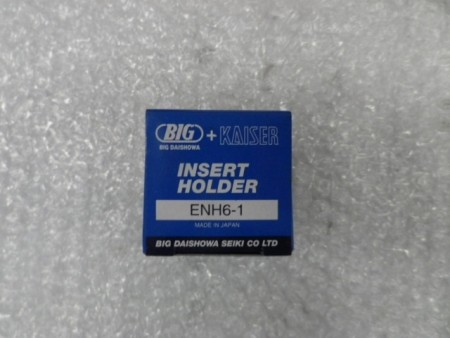 BIG + KAISER
BIG DAISHOWA
INSERT
HOLDER
ENH6-1
MADE IN JAPAN
BIG DAISHOWA SEIKI CO LTD